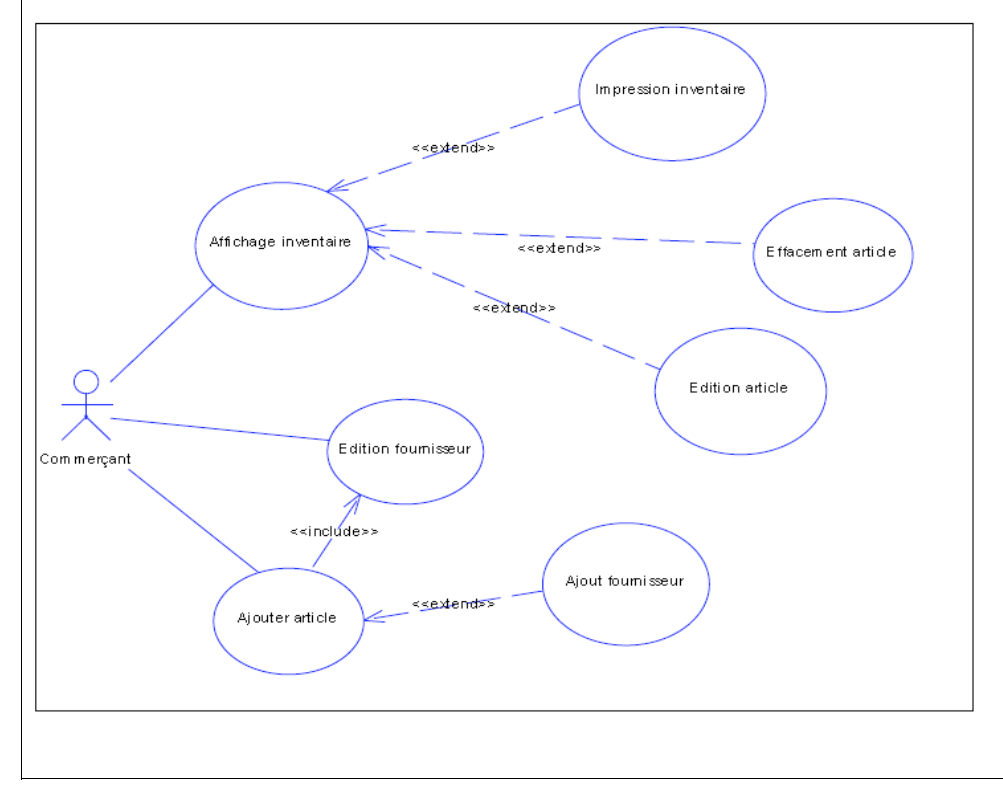 Impression inventaire
<<extend>>
Affichage inventaire
<<extend>>
Effacement article
<<extend>>
Edition article
Commerçant
Edition fournisseur
<<include>>
Ajout fournisseur
<<extend>>
Ajouter article